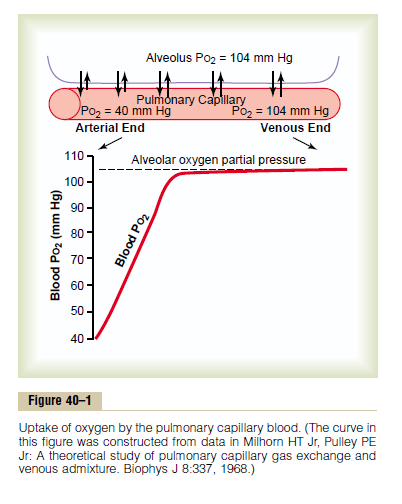 Alveolus PO2 = 104 mm Hg
Pulmonary Capillary
PO2 = 40 mm Hg
PO2 = 104 mm Hg
Arterial End
Venous End
110
Alveolar oxygen partial pressure
100
90
80
70
60
50
40
Blood PO2 (mm Hg)
Blood PO2
Figure 40–1
Uptake of oxygen by the pulmonary capillary blood. (The curve in
this figure was constructed from data in Milhorn HT Jr, Pulley PE
Jr: A theoretical study of pulmonary capillary gas exchange and
venous admixture. Biophys J 8:337, 1968.)